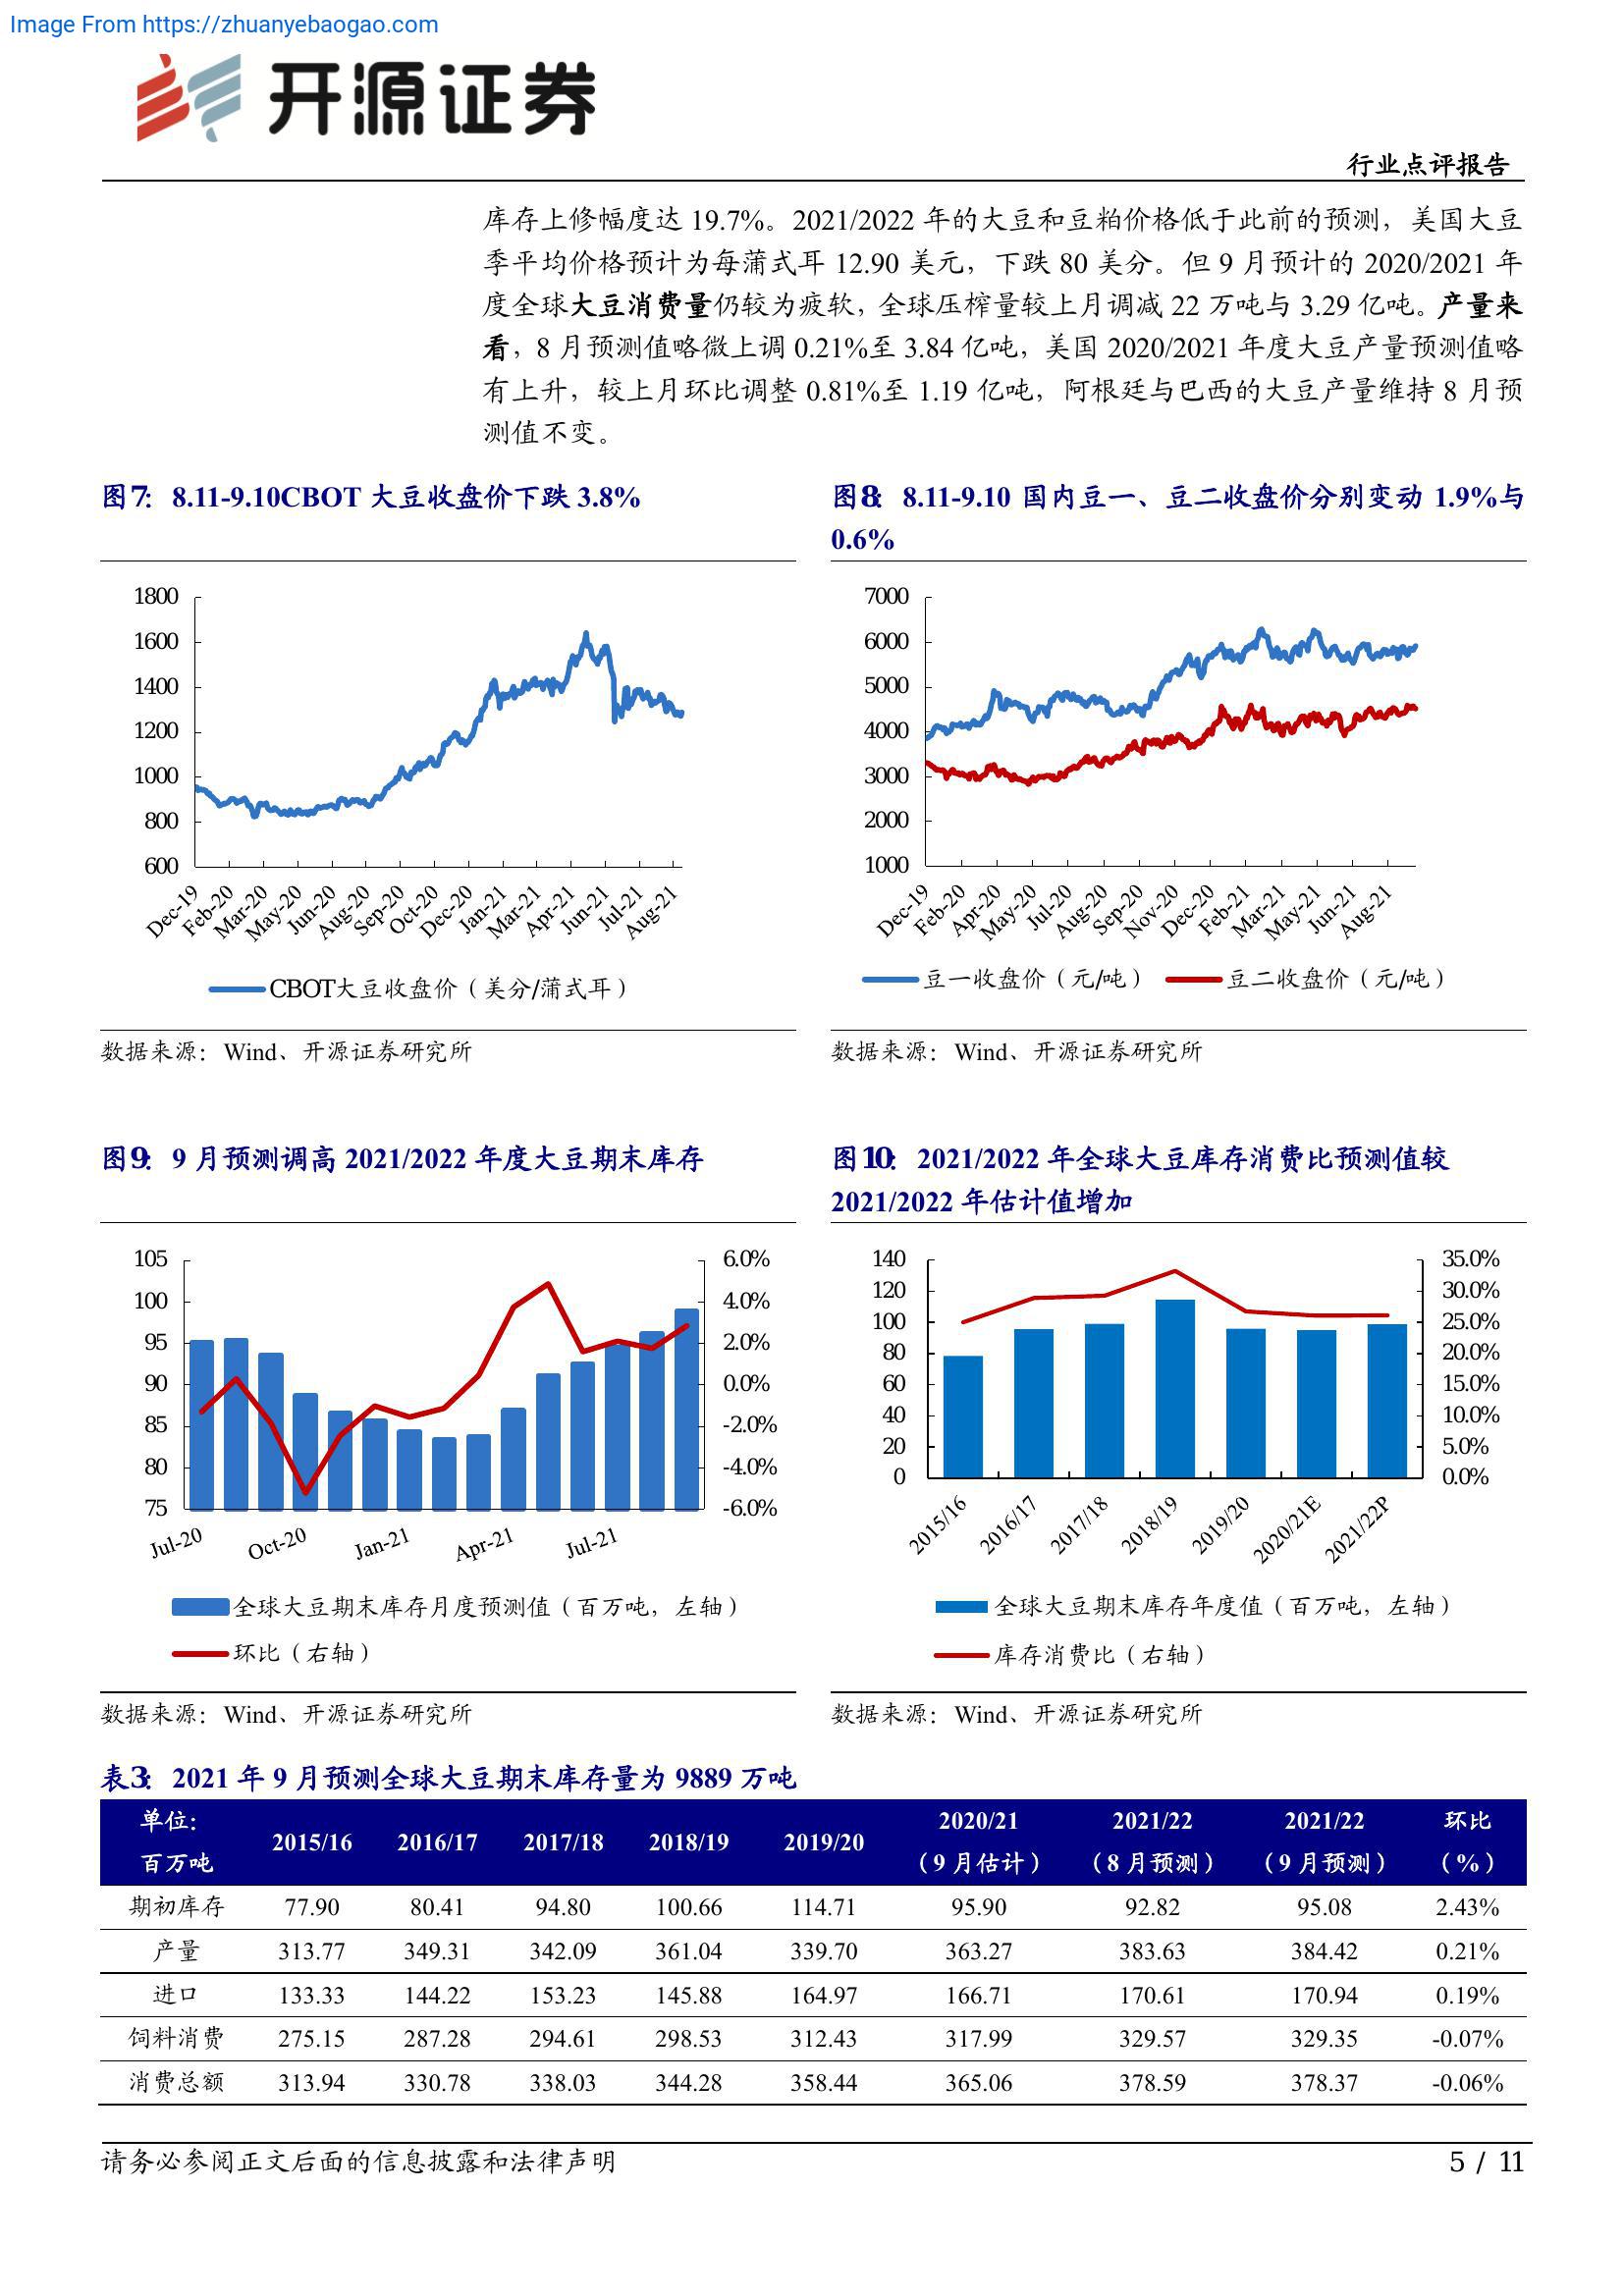 Image From https://zhuanyebaogao.com
开源证券
行业点评报告
库存上修幅度达 19.7%。2021/2022 年的大豆和豆粕价格低于此前的预测，美国大豆
季平均价格预计为每蒲式耳 12.90 美元，下跌 80 美分。但 9 月预计的 2020/2021 年
度全球大豆消费量仍较为疲软，全球压榨量较上月调减 22 万吨与 3.29 亿吨。产量来
看，8 月预测值略微上调 0.21%至 3.84 亿吨，美国 2020/2021 年度大豆产量预测值略
有上升，较上月环比调整 0.81%至 1.19 亿吨，阿根廷与巴西的大豆产量维持 8 月预
测值不变。
图7： 8.11-9.10CBOT 大豆收盘价下跌 3.8%
1800
1600
1400
1200
1000
800
600
Dec-19 Feb-20 Mar-20 May-20 Jun-20 Aug-20 Sep-20 Oct-20 Dec-20 Jan-21 Mar-21 Apr-21 Jun-21 Jul-21 Aug-21
CBOT大豆收盘价（美分/蒲式耳）
数据来源：Wind、开源证券研究所
图8： 8.11-9.10 国内豆一、豆二收盘价分别变动 1.9%与
0.6%
7000
6000
5000
4000
3000
2000
1000
Dec-19 Feb-20 Apr-20 May-20 Jul-20 Aug-20 Sep-20 Nov-20 Dec-20 Feb-21 Mar-21 May-21 Jun-21 Aug-21
豆一收盘价（元/吨） 豆二收盘价（元/吨）
数据来源：Wind、开源证券研究所
图9： 9 月预测调高 2021/2022 年度大豆期末库存
105 6.0%
100 4.0%
95 2.0%
90 0.0%
85 -2.0%
80 -4.0%
75 -6.0%
Jul-20 Oct-20 Jan-21 Apr-21 Jul-21
全球大豆期末库存月度预测值（百万吨，左轴）
环比（右轴）
数据来源：Wind、开源证券研究所
图10： 2021/2022 年全球大豆库存消费比预测值较
2021/2022 年估计值增加
140 35.0%
120 30.0%
100 25.0%
80 20.0%
60 15.0%
40 10.0%
20 5.0%
0 0.0%
2015/16 2016/17 2017/18 2018/19 2019/20 2020/21E 2021/22P
全球大豆期末库存年度值（百万吨，左轴）
库存消费比（右轴）
数据来源：Wind、开源证券研究所
表3： 2021 年 9 月预测全球大豆期末库存量为 9889 万吨
单位：百万吨 2015/16 2016/17 2017/18 2018/19 2019/20 2020/21（9 月估计） 2021/22（8 月预测） 2021/22（9 月预测） 环比（%）
期初库存 77.90 80.41 94.80 100.66 114.71 95.90 92.82 95.08 2.43%
产量 313.77 349.31 342.09 361.04 339.70 363.27 383.63 384.42 0.21%
进口 133.33 144.22 153.23 145.88 164.97 166.71 170.61 170.94 0.19%
饲料消费 275.15 287.28 294.61 298.53 312.43 317.99 329.57 329.35 -0.07%
消费总额 313.94 330.78 338.03 344.28 358.44 365.06 378.59 378.37 -0.06%
请务必参阅正文后面的信息披露和法律声明
5 / 11